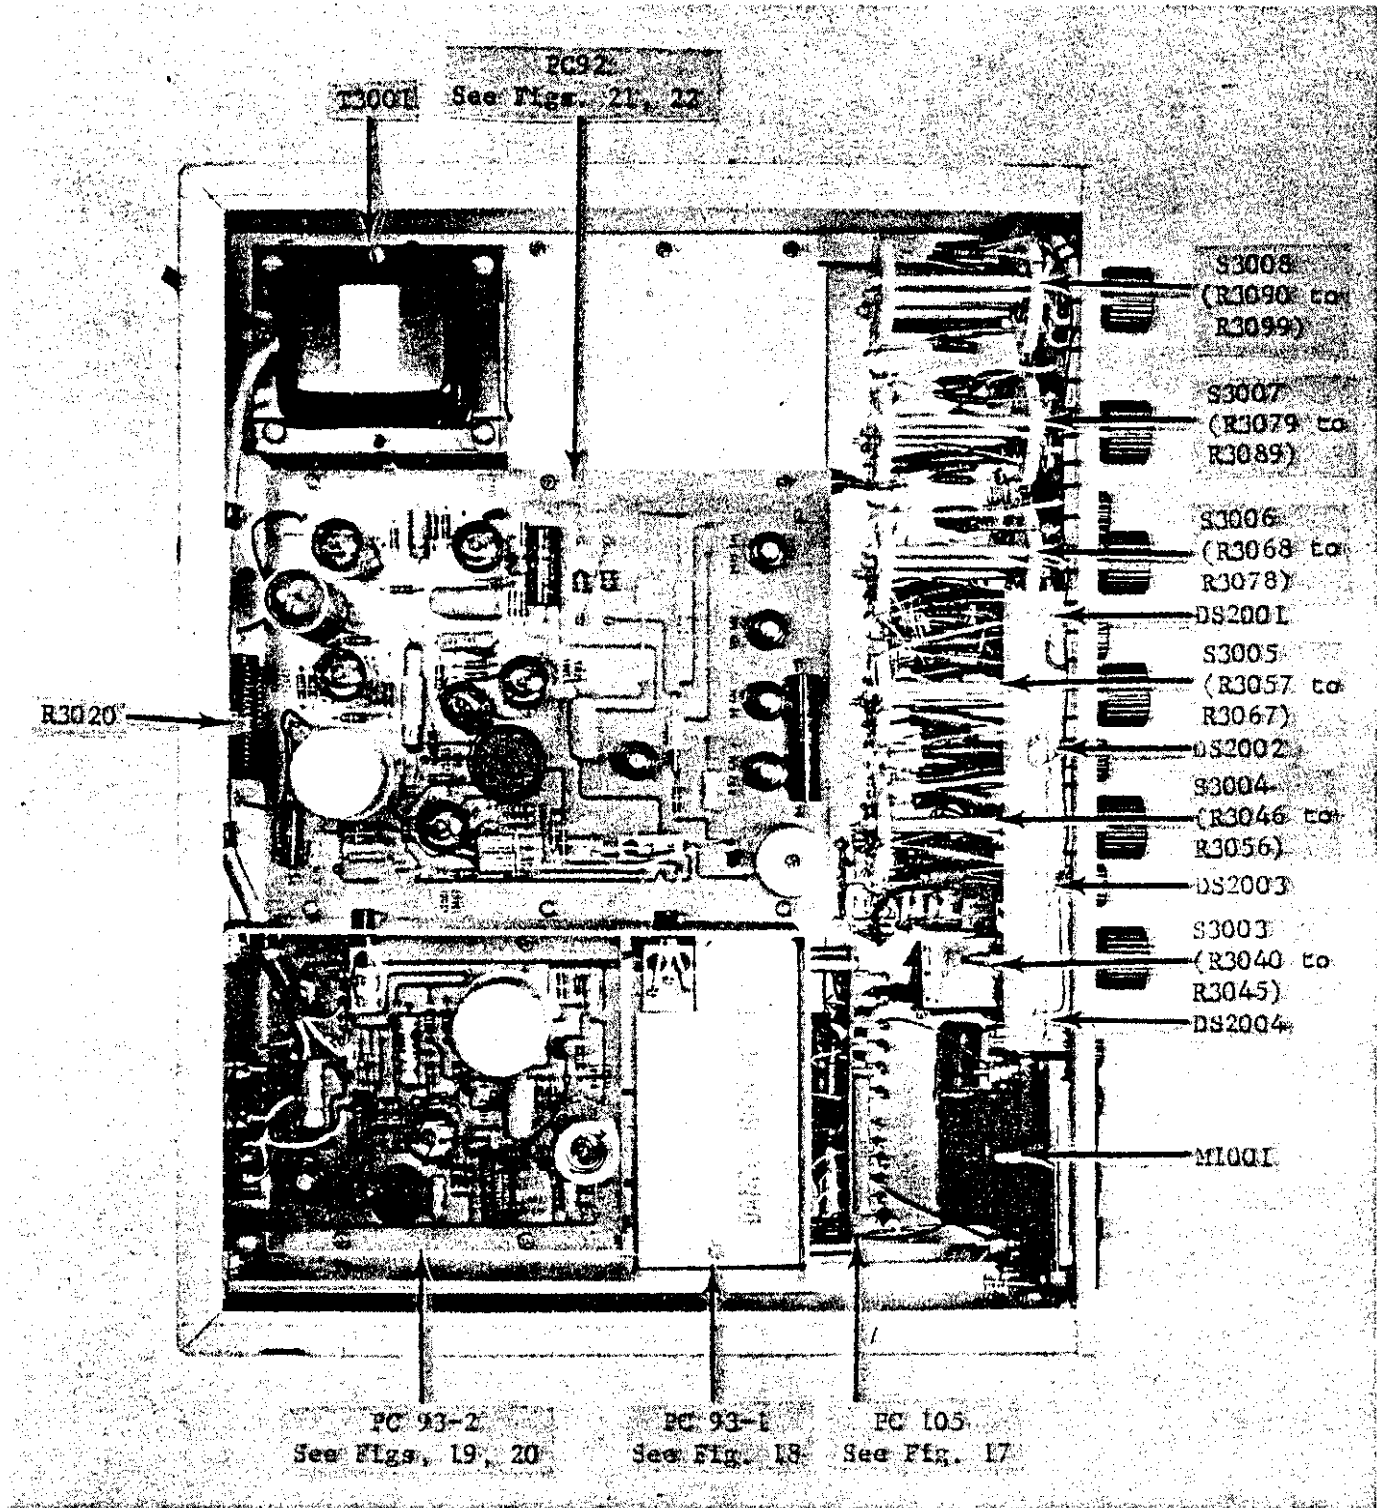 PC92
See Figs. 21, 22
T3001
S3008
(R3090 to
R3099)
S3007
(R3079 to
R3089)
S3006
(R3068 to
R3078)
DS2001
S3005
(R3057 to
R3067)
R3020
DS2002
S3004
(R3046 to
R3056)
DS2003
S3003
(R3040 to
R3045)
DS2004
M1001
PC 93-2
See Figs. 19, 20
PC 93-1
See Fig. 18
PC 105
See Fig. 17